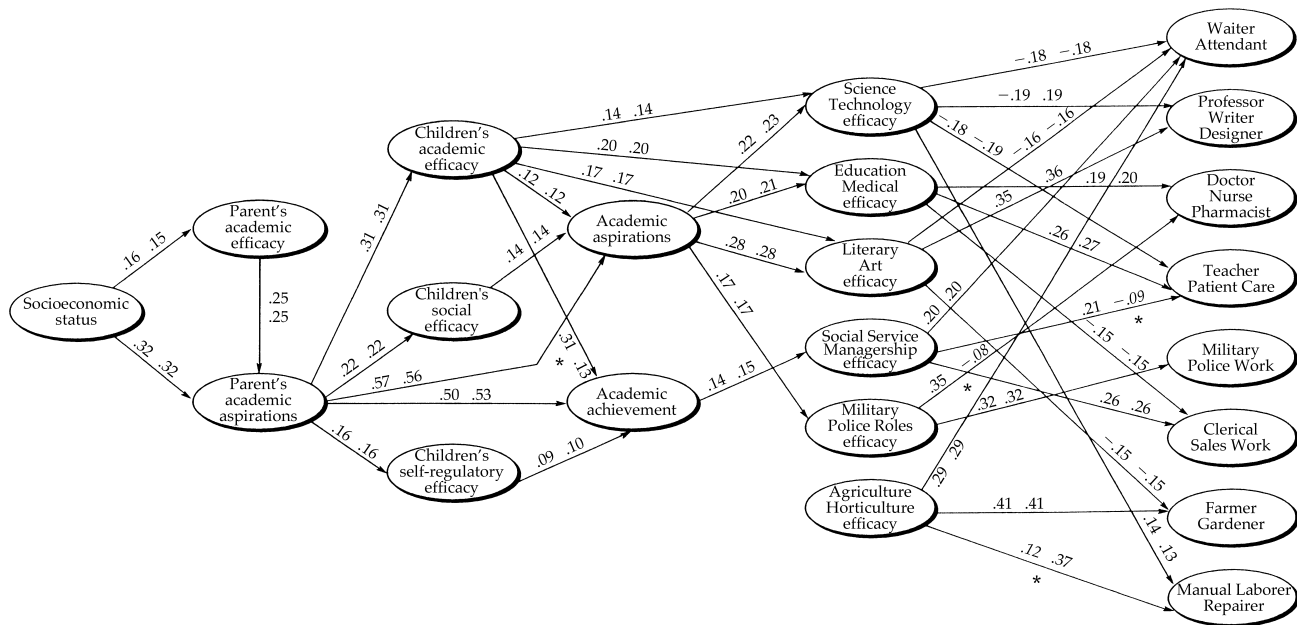 Socioeconomic
status
.16 .15
.32 .32
Parent's
academic
efficacy
.25
.25
Parent's
academic
aspirations
.31 .31
.22 .22
.57 .56
*
.50 .53
.16 .16
Children's
academic
efficacy
Children's
social
efficacy
Children's
self-regulatory
efficacy
.14 .14
.20 .20
.17 .17
.12 .12
.14 .14
.31 .13
.09 .10
Academic
aspirations
Academic
achievement
.22 .23
.20 .21
.28 .28
.17 .17
.14 .15
Science
Technology
efficacy
Education
Medical
efficacy
Literary
Art
efficacy
Social Service
Managership
efficacy
Military
Police Roles
efficacy
Agriculture
Horticulture
efficacy
−.18 −.18
−.19 .19
−.18 −.19
−.16 −.16
.35 .36
.19 .20
.26 .27
.20 .20
.21 −.09
*
−.15 −.15
.35 −.08
*
.32 .32
.26 .26
.29 .29
−.15 −.15
.41 .41
.14 .13
.12 .37
*
Waiter
Attendant
Professor
Writer
Designer
Doctor
Nurse
Pharmacist
Teacher
Patient Care
Military
Police Work
Clerical
Sales Work
Farmer
Gardener
Manual Laborer
Repairer